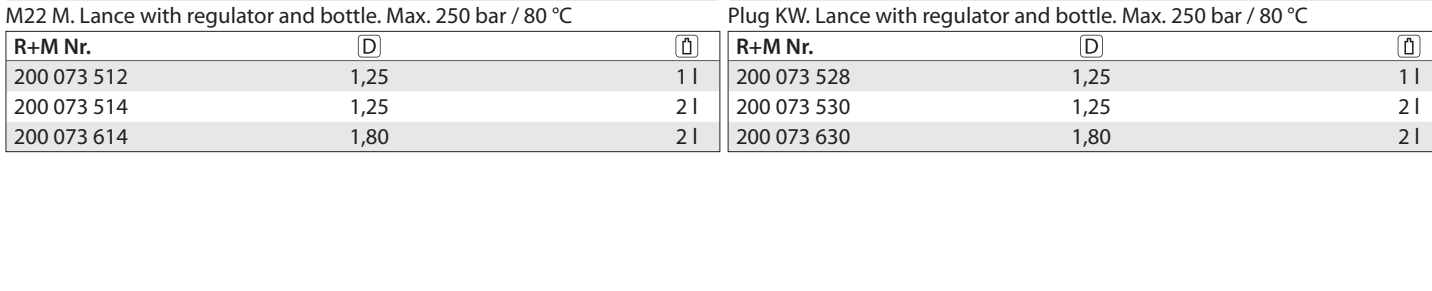 M22 M. Lance with regulator and bottle. Max. 250 bar / 80 °C
R+M Nr. D
200 073 512 1,25 1 l
200 073 514 1,25 2 l
200 073 614 1,80 2 l
Plug KW. Lance with regulator and bottle. Max. 250 bar / 80 °C
R+M Nr. D
200 073 528 1,25 1 l
200 073 530 1,25 2 l
200 073 630 1,80 2 l